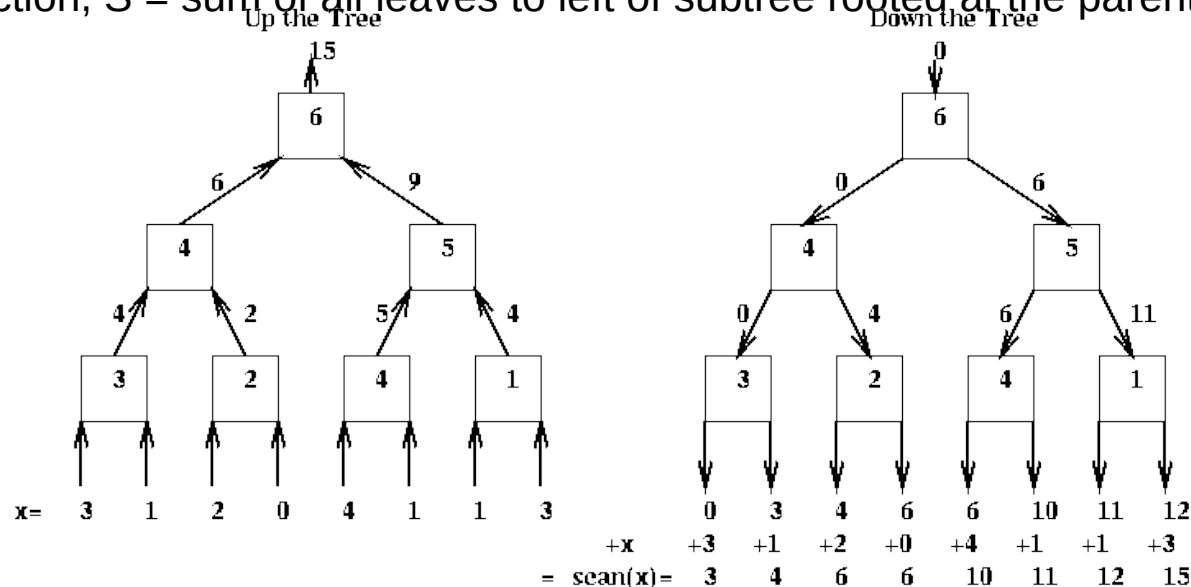 ction, S = sum of all leaves to left of subtree rooted at the parent
Up the Tree Down the Tree
15 0
6 6
6 9 0 6
4 5 4 5
4 2 5 4 0 4 6 11
3 2 4 1 3 2 4 1
x= 3 1 2 0 4 1 1 3 0 3 4 6 6 10 11 12
+x +3 +1 +2 +0 +4 +1 +1 +3
= scan(x)= 3 4 6 6 10 11 12 15